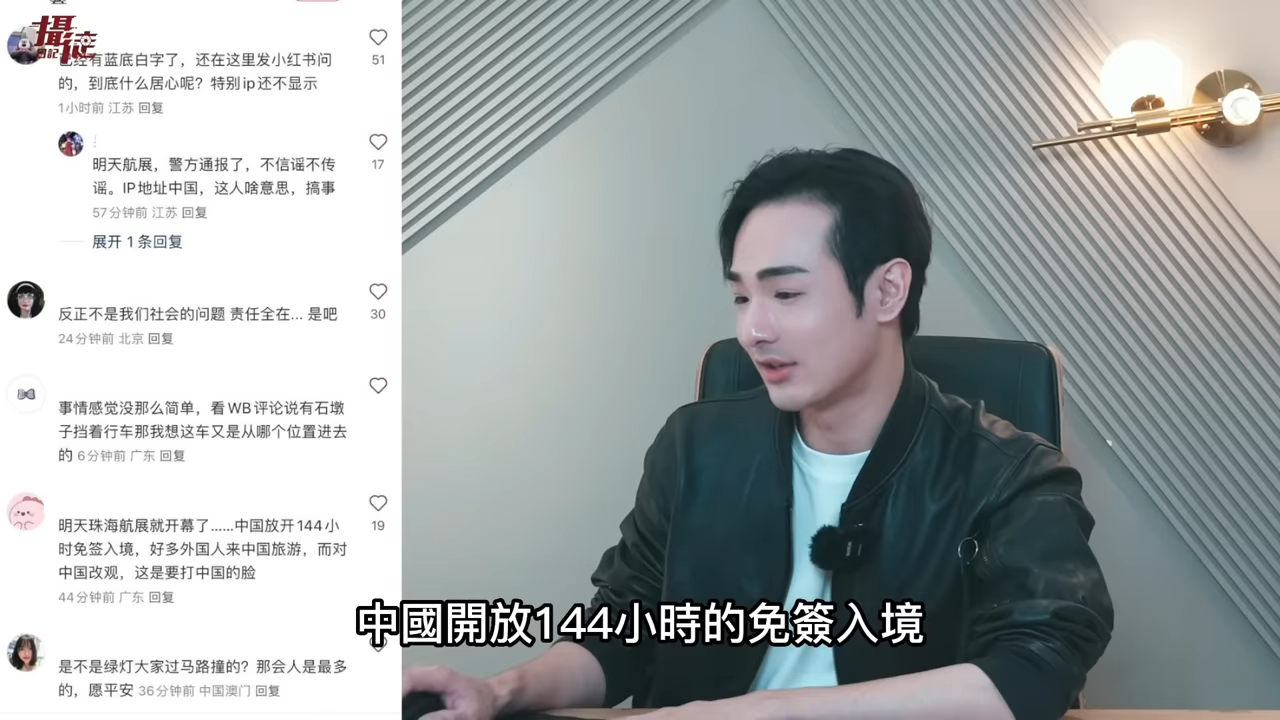 攝徒
日記
已经有蓝底白字了，还在这里发小红书问
的，到底什么居心呢？特别ip还不显示
1小时前 江苏 回复
51
明天航展，警方通报了，不信谣不传
谣。IP地址中国，这人啥意思，搞事
57分钟前 江苏 回复
17
展开 1 条回复
反正不是我们社会的问题 责任全在... 是吧
24分钟前 北京 回复
30
事情感觉没那么简单，看WB评论说有石墩
子挡着行车那我想这车又是从哪个位置进去
的 6分钟前 广东 回复
明天珠海航展就开幕了......中国放开144小
时免签入境，好多外国人来中国旅游，而对
中国改观，这是要打中国的脸
44分钟前 广东 回复
19
中國開放144小時的免簽入境
是不是绿灯大家过马路撞的？那会人是最多
的，愿平安 36分钟前 中国澳门 回复